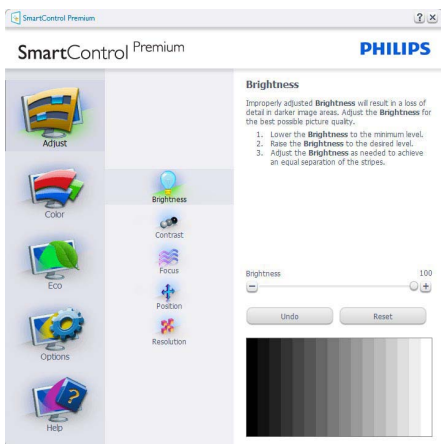 SmartControl Premium
SmartControl Premium
PHILIPS
Adjust
Color
Eco
Options
Help
Brightness
Contrast
Focus
Position
Resolution
Brightness
Improperly adjusted Brightness will result in a loss of
detail in darker image areas. Adjust the Brightness for
the best possible picture quality.
1. Lower the Brightness to the minimum level.
2. Raise the Brightness to the desired level.
3. Adjust the Brightness as needed to achieve
an equal separation of the stripes.
Brightness 100
Undo Reset